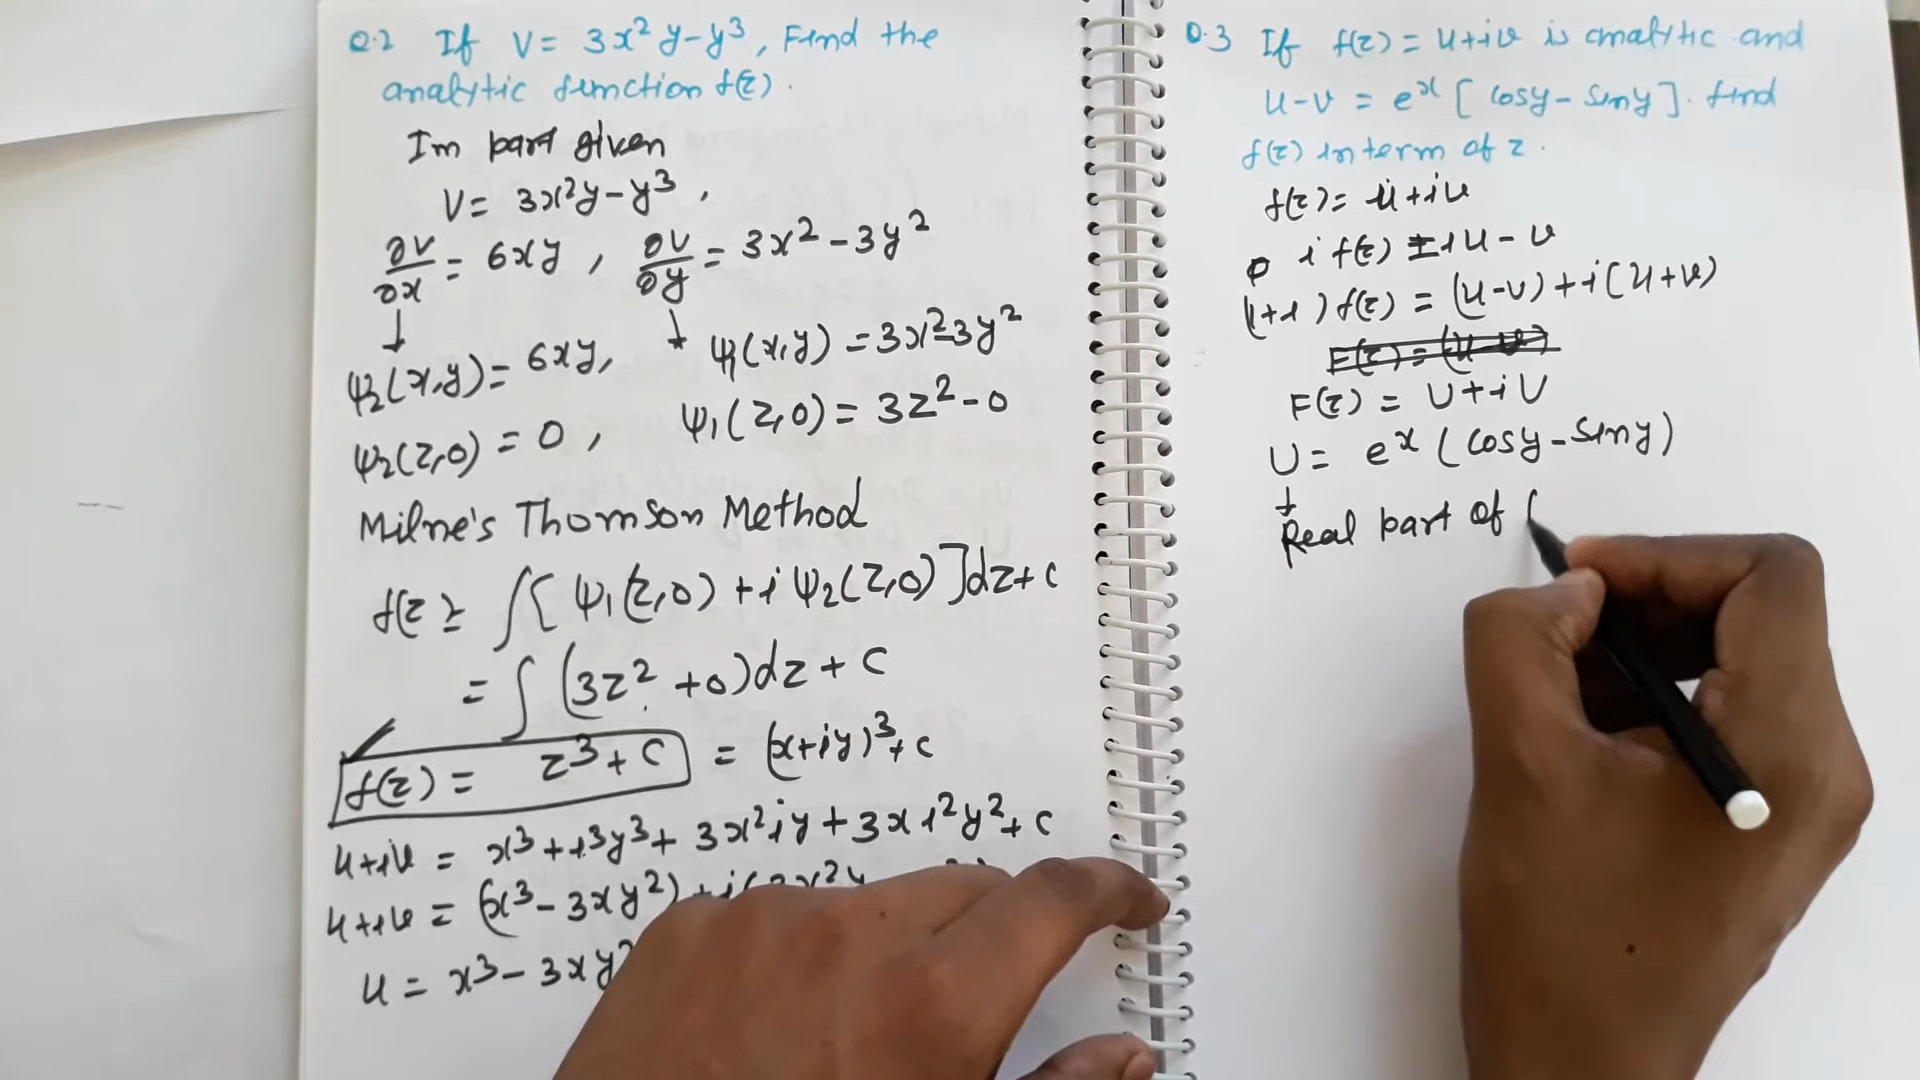 Q.2 If V = 3x²y-y³, Find the
analytic function f(z).
Im part given
V = 3x²y-y³,
∂V/∂x = 6xy, ∂V/∂y = 3x²-3y²
↓ ↓
ψ₂(x,y) = 6xy, ψ₁(x,y) = 3x²-3y²
ψ₂(z,0) = 0, ψ₁(z,0) = 3z²-0
Milne's Thomson Method
f(z) = ∫[ψ₁(z,0)+iψ₂(z,0)]dz+c
= ∫(3z²+0)dz+c
f(z) = z³+c = (x+iy)³+c
u+iv = x³+i³y³+3x²iy+3xi²y²+c
u+iv = (x³-3xy²)+i(3x²y
u = x³-3xy²
Q.3 If f(z) = u+iv is analytic and
u-v = eˣ[cosy-siny]. find
f(z) in term of z.
f(z) = u+iv
i f(z) = iu-v
(1+i)f(z) = (u-v)+i(u+v)
F(z) = (u-v)
F(z) = U+iV
U = eˣ(cosy-siny)
↓
Real part of